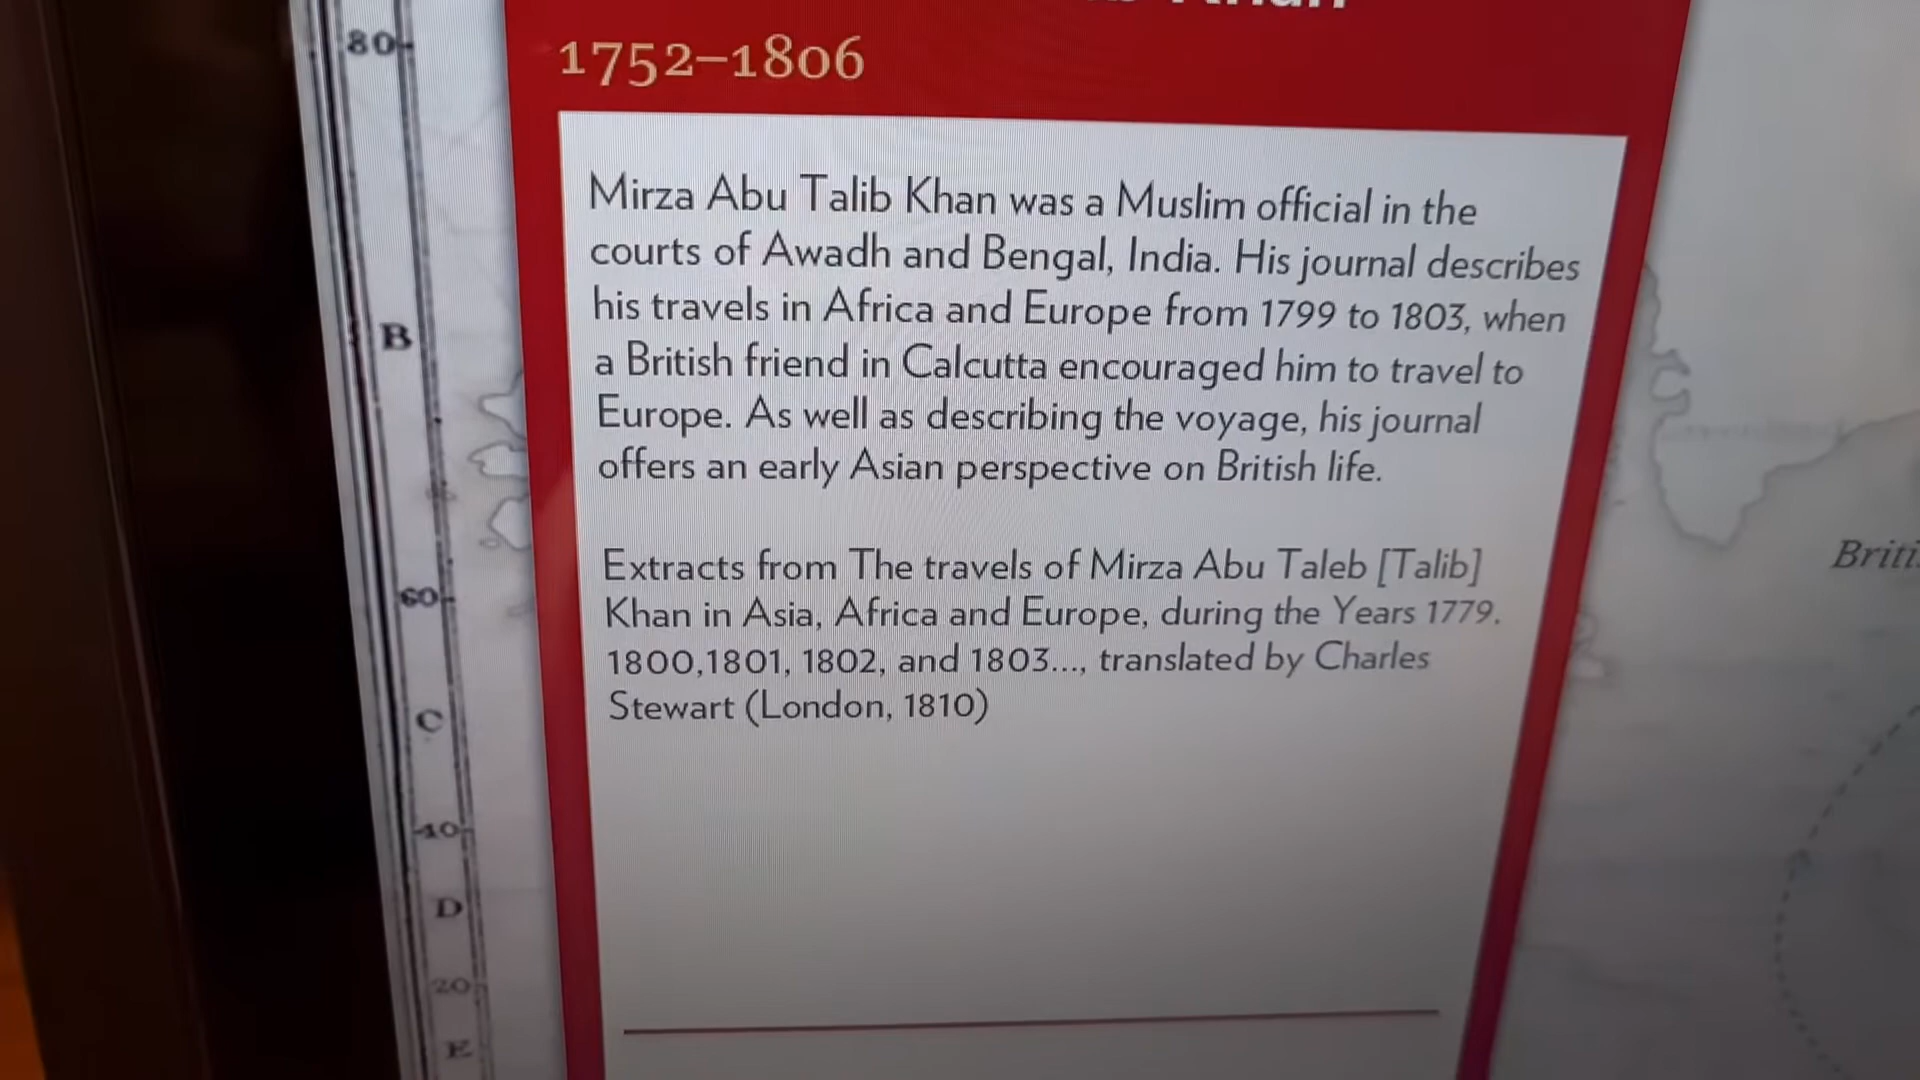 Khan
1752–1806
Mirza Abu Talib Khan was a Muslim official in the
courts of Awadh and Bengal, India. His journal describes
his travels in Africa and Europe from 1799 to 1803, when
a British friend in Calcutta encouraged him to travel to
Europe. As well as describing the voyage, his journal
offers an early Asian perspective on British life.
Extracts from The travels of Mirza Abu Taleb [Talib]
Khan in Asia, Africa and Europe, during the Years 1779.
1800,1801, 1802, and 1803..., translated by Charles
Stewart (London, 1810)
80
B
60
C
40
D
20
E